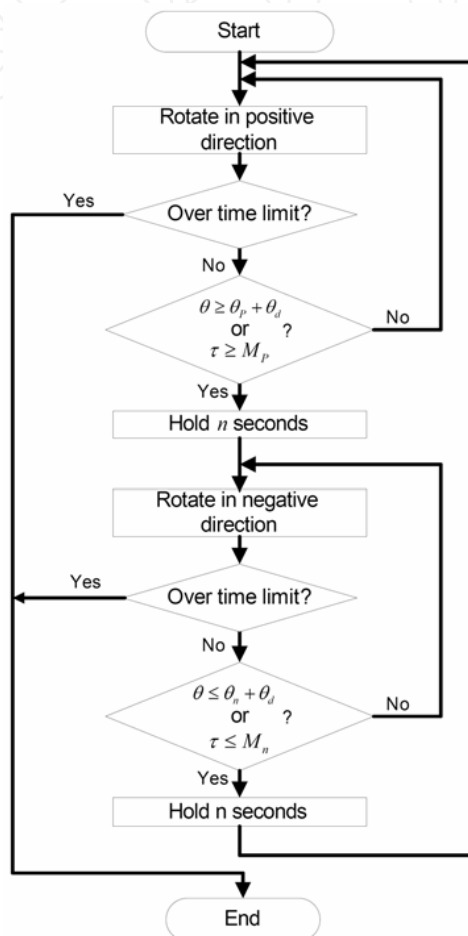 Start
Rotate in positive
direction
Yes
Over time limit?
No
θ ≥ θ_P + θ_d
or ?
τ ≥ M_P
No
Yes
Hold n seconds
Rotate in negative
direction
Yes
Over time limit?
No
θ ≤ θ_n + θ_d
or ?
τ ≤ M_n
No
Yes
Hold n seconds
End